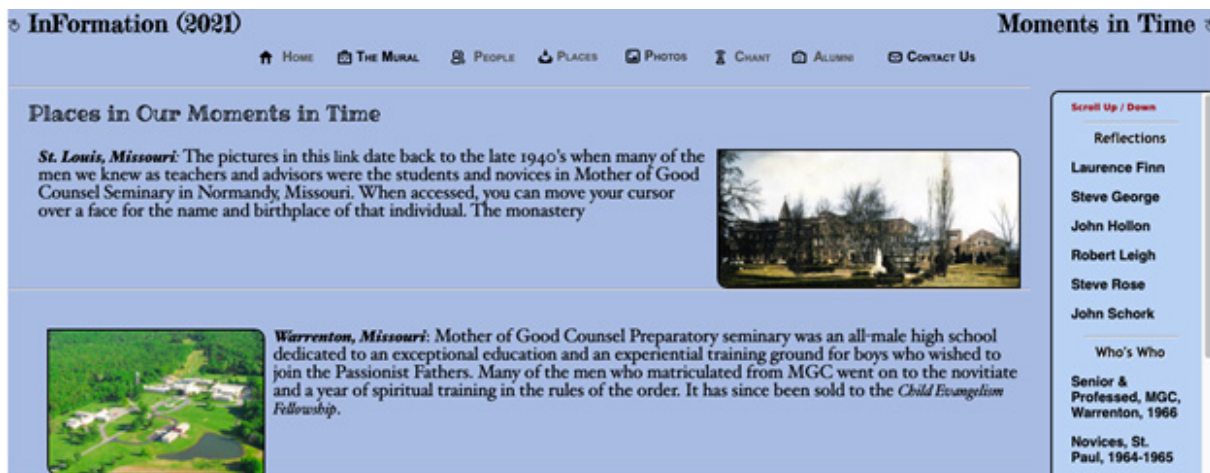 InFormation (2021)
Moments in Time
Home The Mural People Places Photos Chant Alumni Contact Us
Places in Our Moments in Time
St. Louis, Missouri: The pictures in this link date back to the late 1940's when many of the
men we knew as teachers and advisors were the students and novices in Mother of Good
Counsel Seminary in Normandy, Missouri. When accessed, you can move your cursor
over a face for the name and birthplace of that individual. The monastery
Warrenton, Missouri: Mother of Good Counsel Preparatory seminary was an all-male high school
dedicated to an exceptional education and an experiential training ground for boys who wished to
join the Passionist Fathers. Many of the men who matriculated from MGC went on to the novitiate
and a year of spiritual training in the rules of the order. It has since been sold to the Child Evangelism
Fellowship.
Scroll Up / Down
Reflections
Laurence Finn
Steve George
John Hollon
Robert Leigh
Steve Rose
John Schork
Who's Who
Senior &
Professed, MGC,
Warrenton, 1966
Novices, St.
Paul, 1964-1965